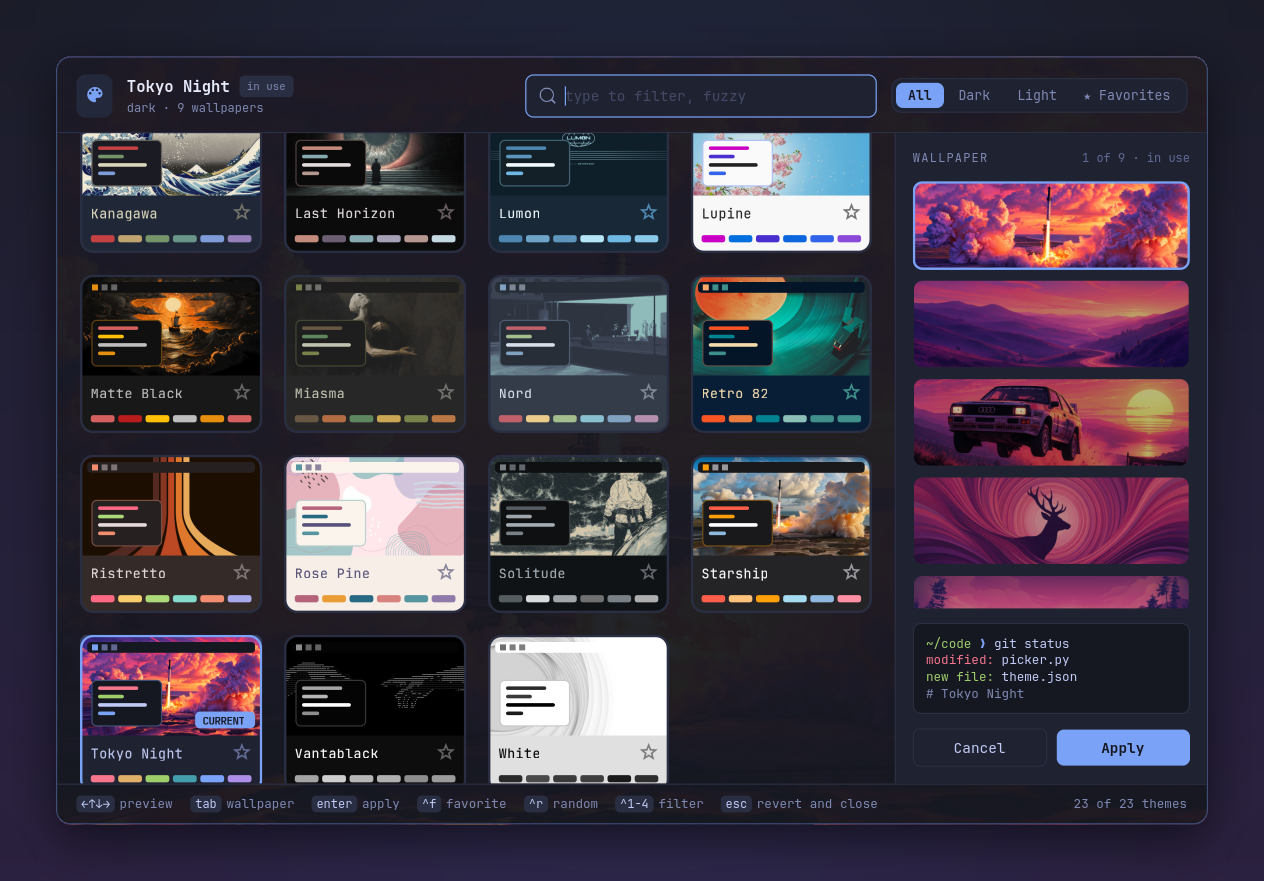 Tokyo Night in use
dark · 9 wallpapers
type to filter, fuzzy
All Dark Light ★ Favorites
WALLPAPER 1 of 9 · in use
LUMON
Kanagawa
Last Horizon
Lumon
Lupine
Matte Black
Miasma
Nord
Retro 82
Ristretto
Rose Pine
Solitude
Starship
CURRENT
Tokyo Night
Vantablack
White
~/code ❯ git status
modified: picker.py
new file: theme.json
# Tokyo Night
Cancel Apply
←↑↓→ preview tab wallpaper enter apply ^f favorite ^r random ^1-4 filter esc revert and close 23 of 23 themes